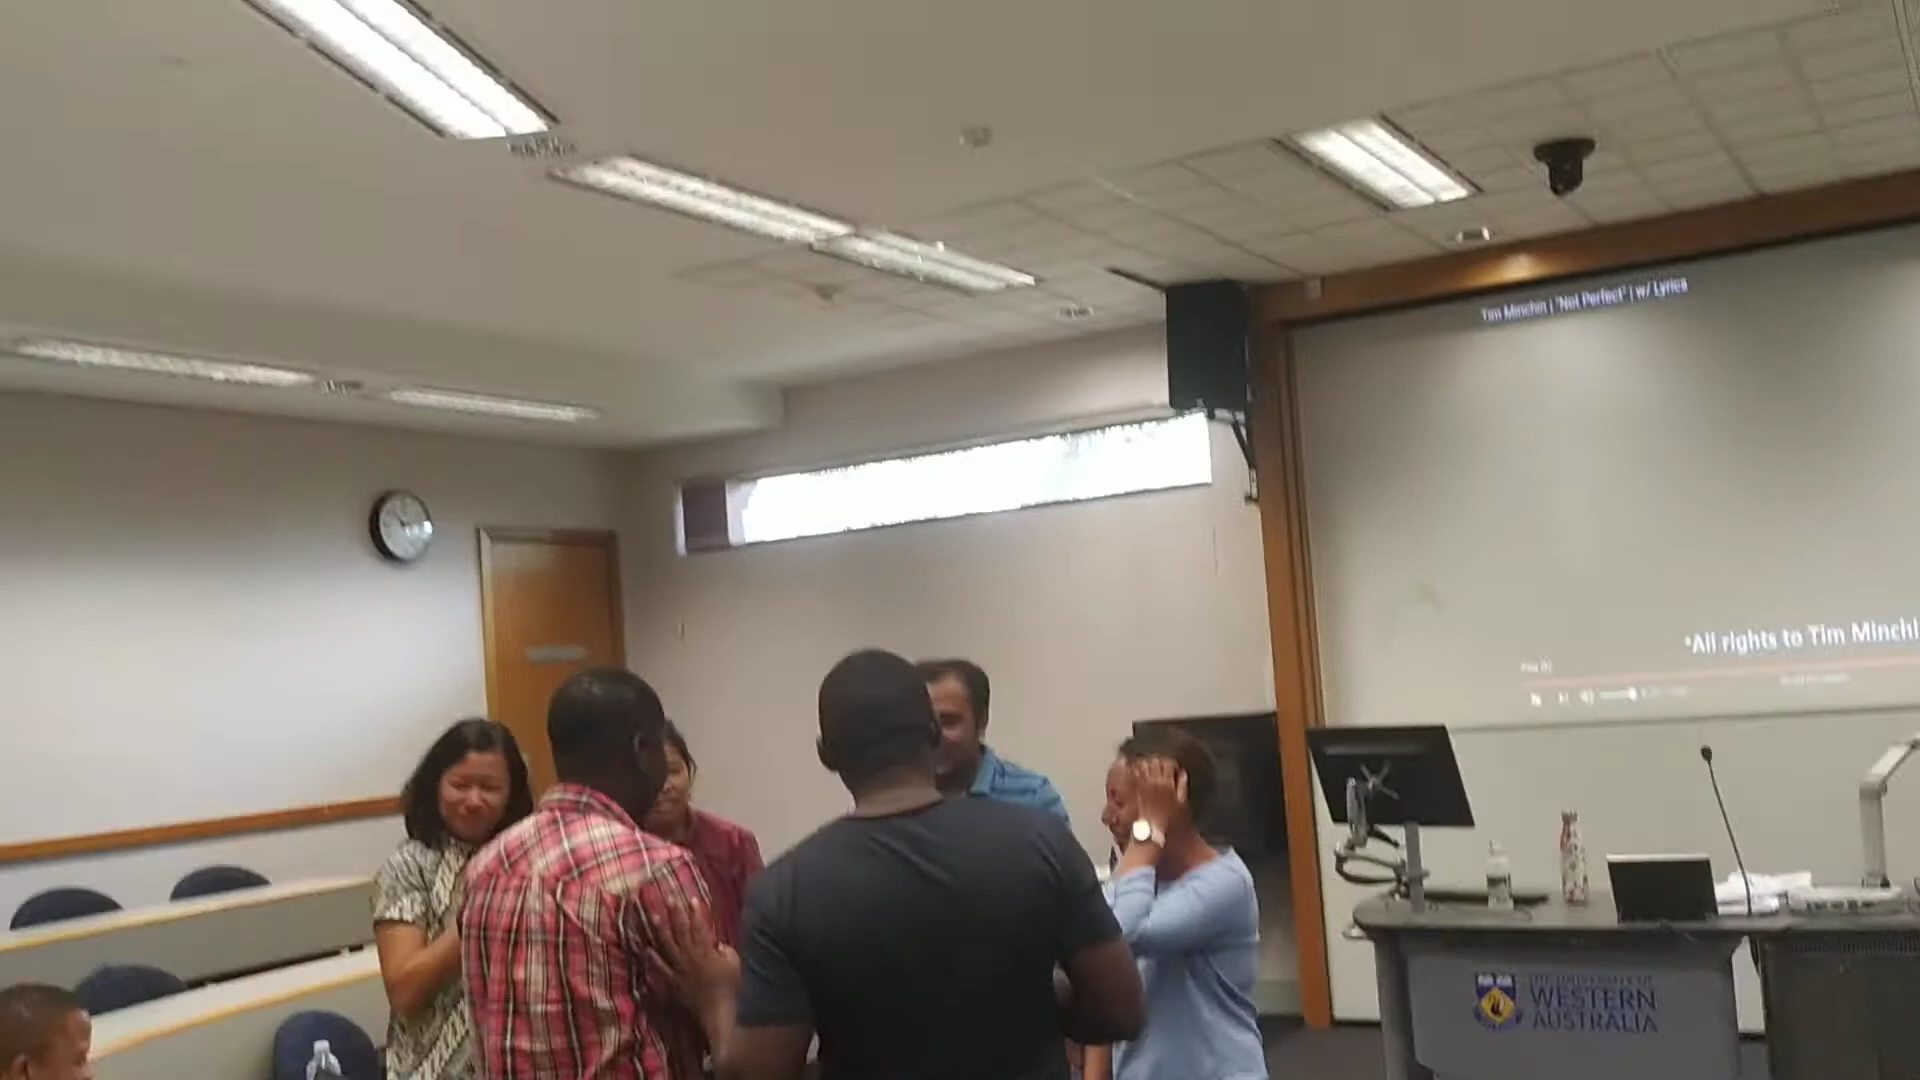 Tim Minchin | "Not Perfect" | w/ Lyrics
*All rights to Tim Minchi
THE UNIVERSITY OF
WESTERN
AUSTRALIA